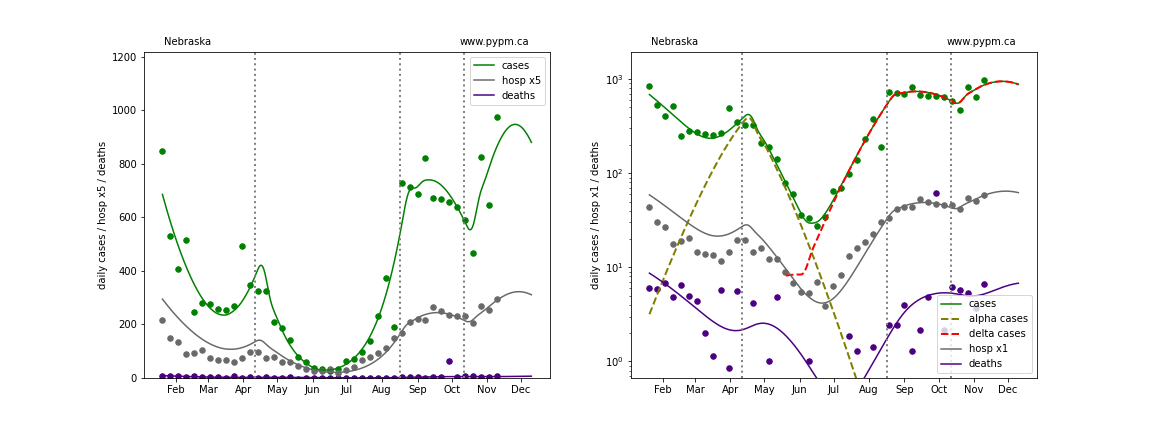 Nebraska www.pypm.ca
daily cases / hosp x5 / deaths
1200
1000
800
600
400
200
0
cases
hosp x5
deaths
Feb Mar Apr May Jun Jul Aug Sep Oct Nov Dec
Nebraska www.pypm.ca
daily cases / hosp x1 / deaths
10³
10²
10¹
10⁰
cases
alpha cases
delta cases
hosp x1
deaths
Feb Mar Apr May Jun Jul Aug Sep Oct Nov Dec